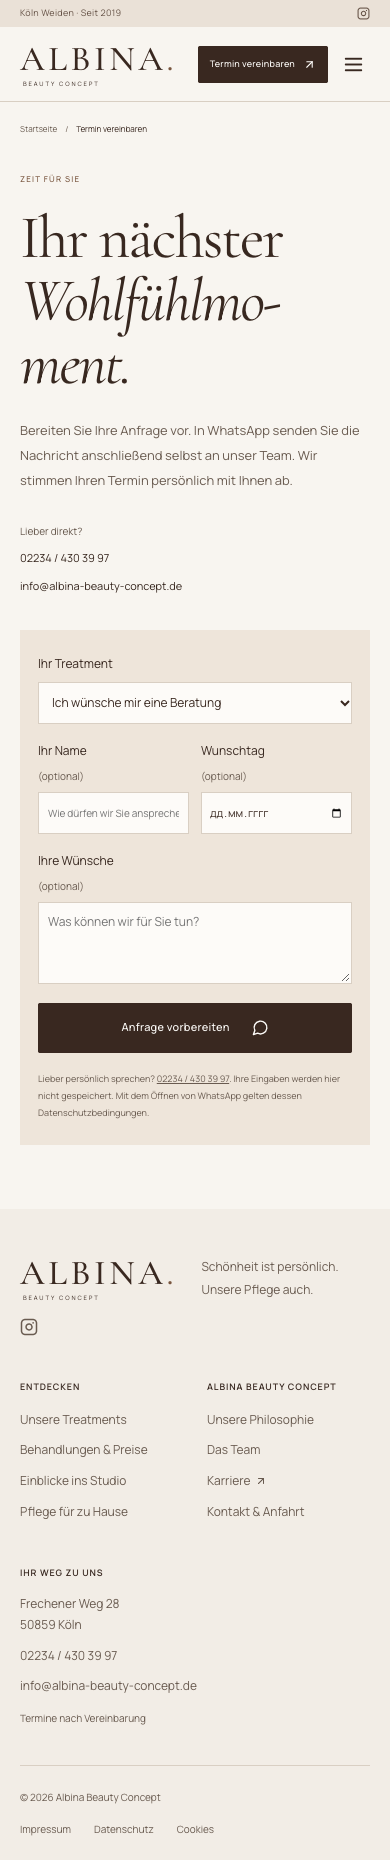 Köln Weiden · Seit 2019
ALBINA.
BEAUTY CONCEPT
Termin vereinbaren
Startseite / Termin vereinbaren
ZEIT FÜR SIE
Ihr nächster
Wohlfühlmo-
ment.
Bereiten Sie Ihre Anfrage vor. In WhatsApp senden Sie die
Nachricht anschließend selbst an unser Team. Wir
stimmen Ihren Termin persönlich mit Ihnen ab.
Lieber direkt?
02234 / 430 39 97
info@albina-beauty-concept.de
Ihr Treatment
Ich wünsche mir eine Beratung
Ihr Name
(optional)
Wie dürfen wir Sie anspreche
Wunschtag
(optional)
дд.мм.гггг
Ihre Wünsche
(optional)
Was können wir für Sie tun?
Anfrage vorbereiten
Lieber persönlich sprechen? 02234 / 430 39 97. Ihre Eingaben werden hier
nicht gespeichert. Mit dem Öffnen von WhatsApp gelten dessen
Datenschutzbedingungen.
ALBINA.
BEAUTY CONCEPT
Schönheit ist persönlich.
Unsere Pflege auch.
ENTDECKEN
Unsere Treatments
Behandlungen & Preise
Einblicke ins Studio
Pflege für zu Hause
ALBINA BEAUTY CONCEPT
Unsere Philosophie
Das Team
Karriere
Kontakt & Anfahrt
IHR WEG ZU UNS
Frechener Weg 28
50859 Köln
02234 / 430 39 97
info@albina-beauty-concept.de
Termine nach Vereinbarung
© 2026 Albina Beauty Concept
Impressum Datenschutz Cookies